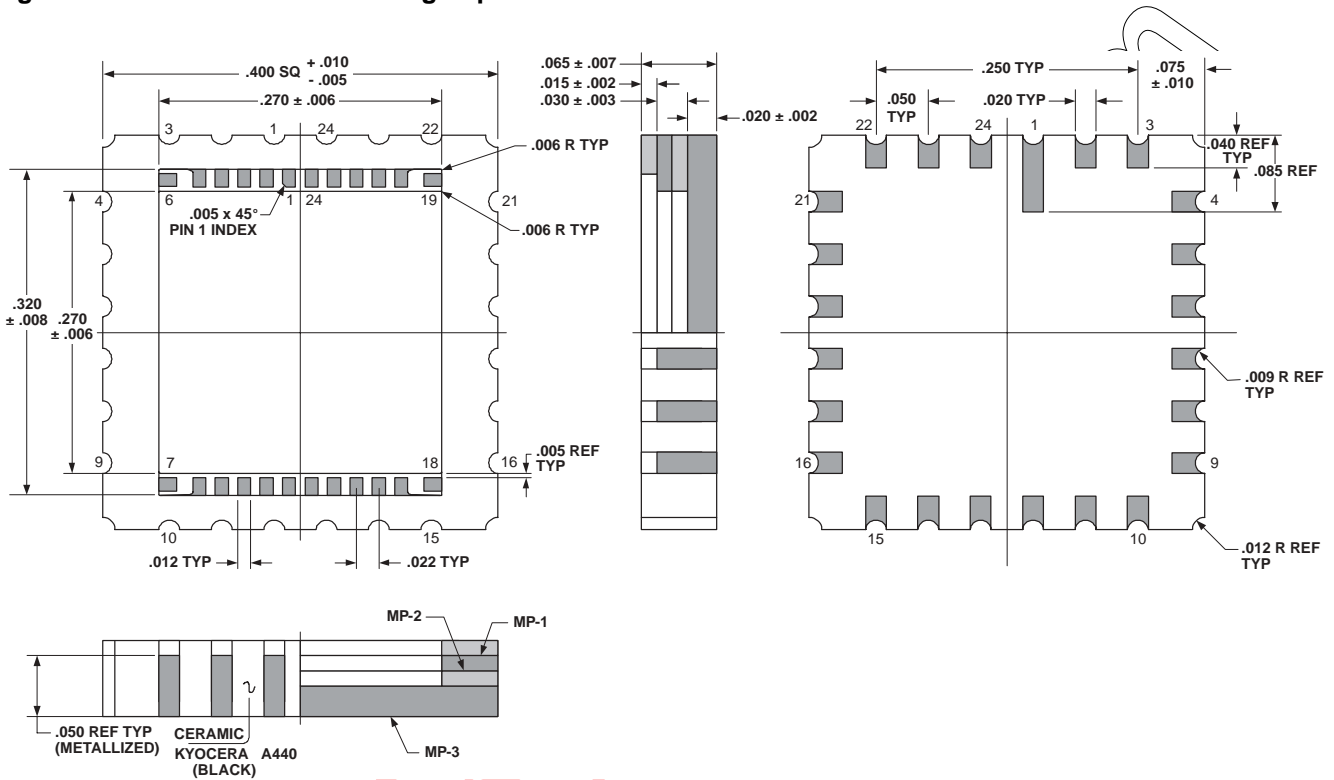 .400 SQ + .010
- .005
.270 ± .006
3 1 24 22
.006 R TYP
4 6 1 24 19 21
.005 x 45°
PIN 1 INDEX
.006 R TYP
.320
± .008
.270
± .006
.005 REF
TYP
9 7 18 16
10 15
.012 TYP
.022 TYP
.065 ± .007
.015 ± .002
.030 ± .003
.020 ± .002
.250 TYP
.075
± .010
.050
TYP
.020 TYP
22 24 1 3
.040 REF
TYP
.085 REF
21 4
.009 R REF
TYP
16 9
15 10
.012 R REF
TYP
MP-2
MP-1
.050 REF TYP
(METALLIZED)
CERAMIC
KYOCERA A440
(BLACK)
MP-3